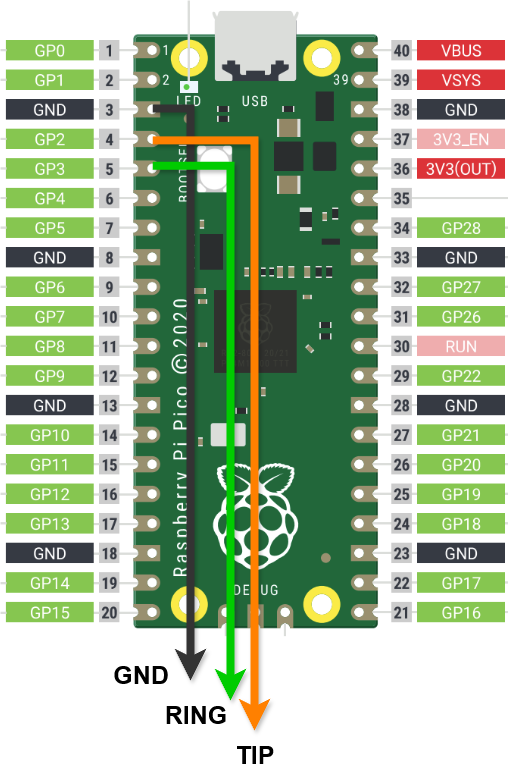 GP0 1 1 40 VBUS
GP1 2 2 39 39 VSYS
LED USB
GND 3 38 GND
GP2 4 37 3V3_EN
GP3 5 36 3V3(OUT)
BOOTSEL
GP4 6 35
GP5 7 34 GP28
GND 8 33 GND
GP6 9 32 GP27
GP7 10 31 GP26
GP8 11 30 RUN
GP9 12 29 GP22
GND 13 28 GND
GP10 14 27 GP21
GP11 15 26 GP20
GP12 16 25 GP19
GP13 17 24 GP18
GND 18 23 GND
GP14 19 22 GP17
GP15 20 21 GP16
Raspberry Pi Pico © 2020
DEBUG
GND
RING
TIP